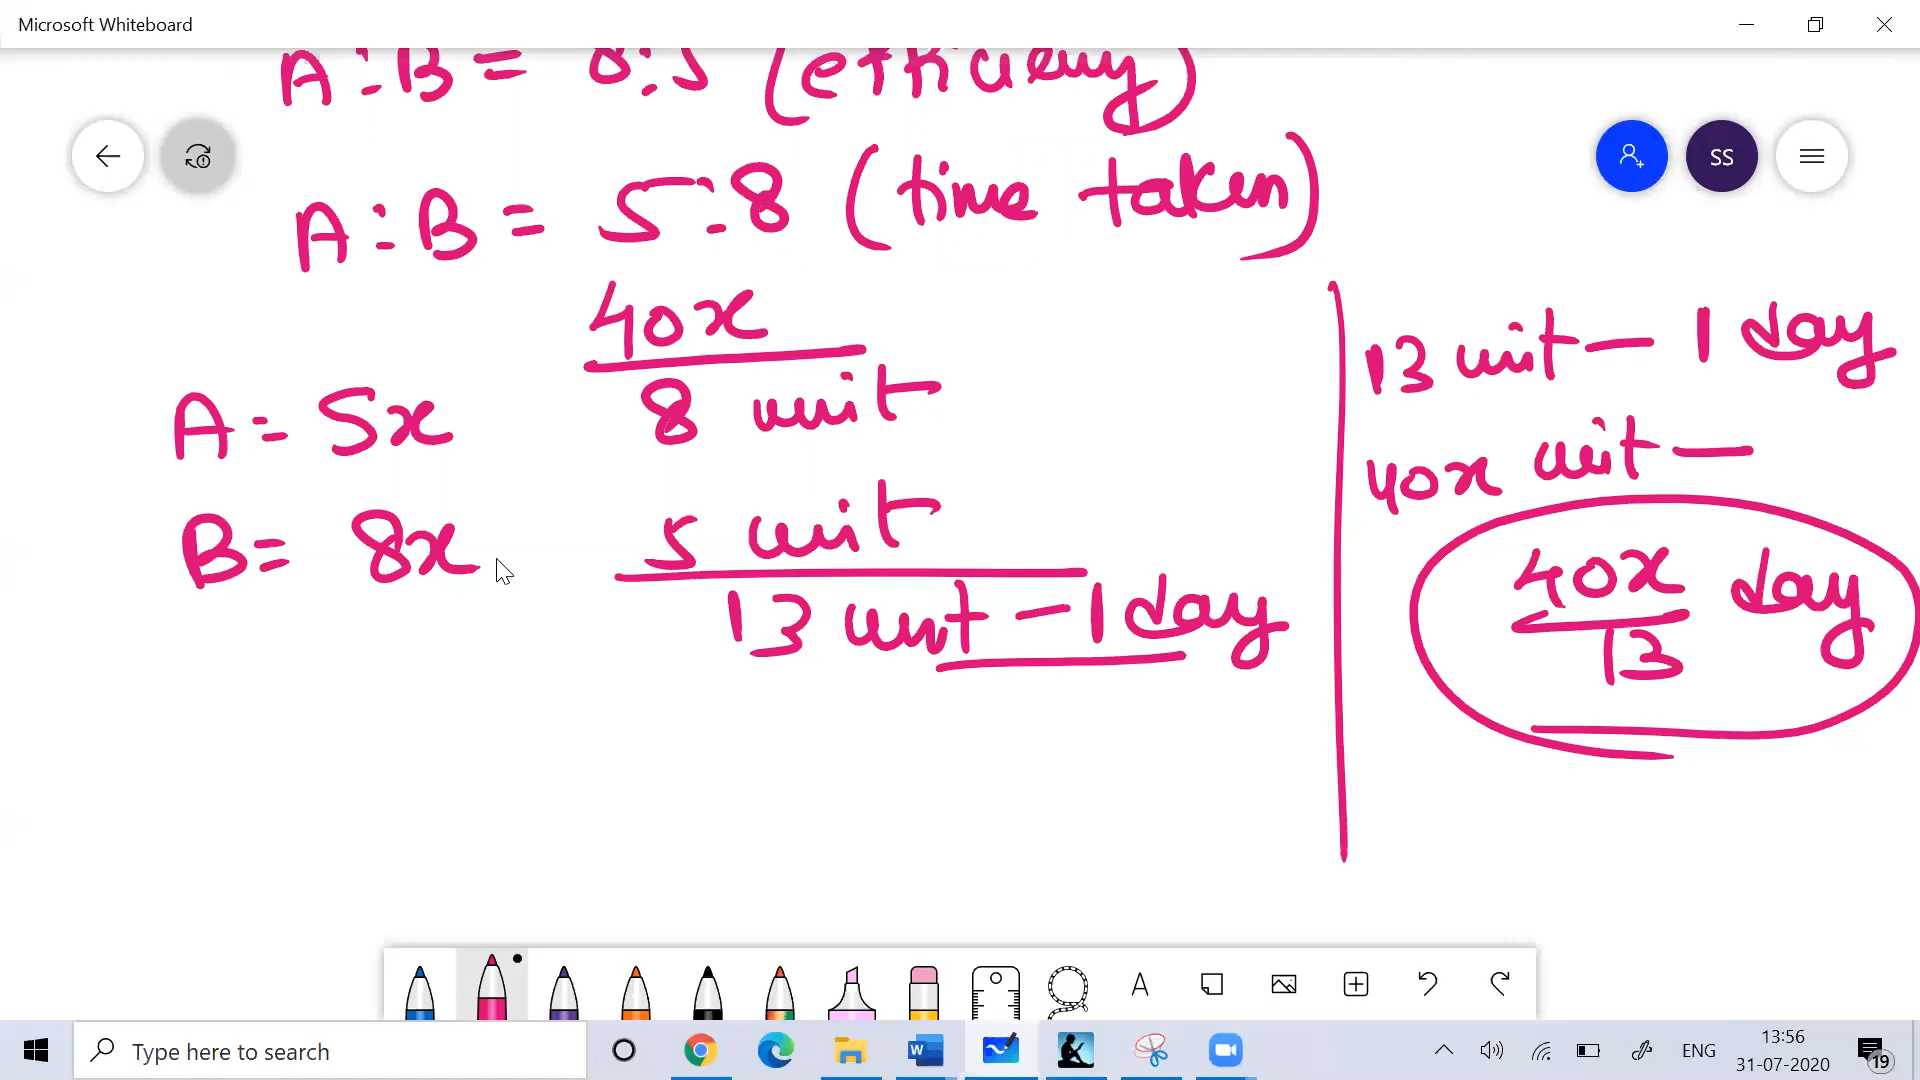 Microsoft Whiteboard
A:B = 8:5 (efficiency)
SS
A:B = 5:8 (time taken)
40x
A = 5x 8 unit
B = 8x 5 unit
13 unit - 1 day
13 unit - 1 day
40x unit -
40x day
13
A
Type here to search
W
ENG
13:56
31-07-2020
19